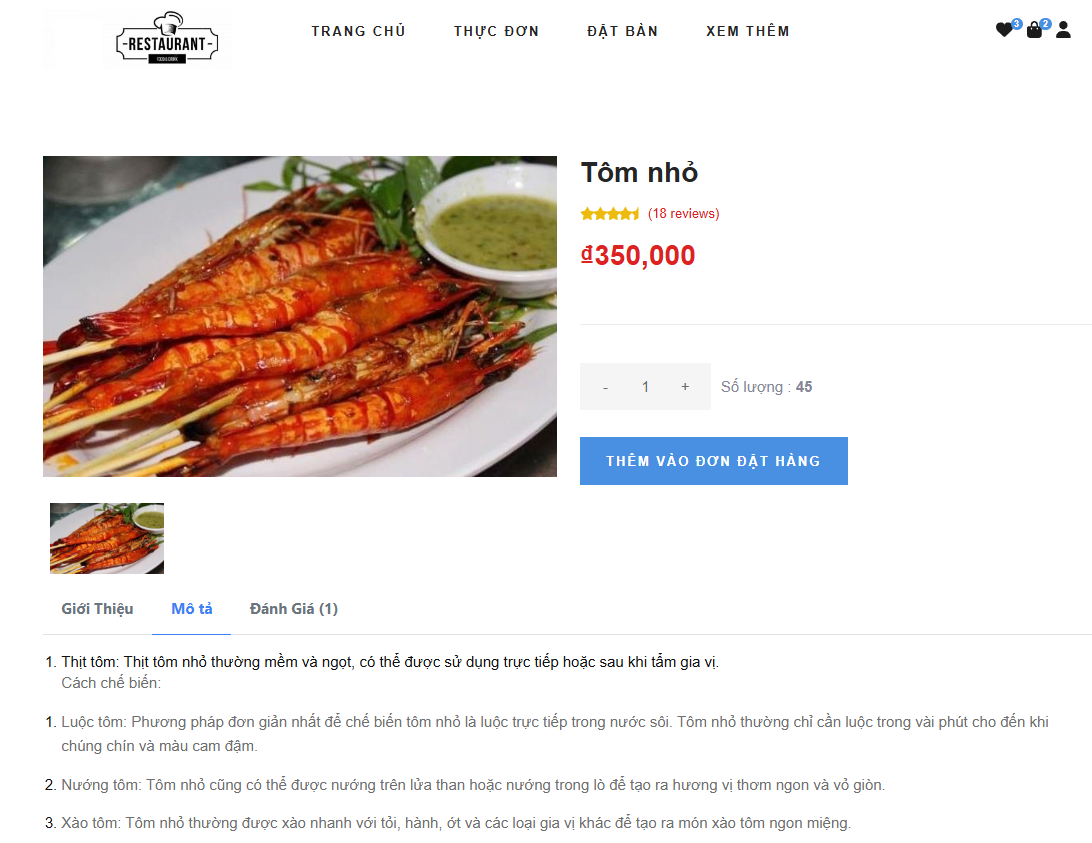 -RESTAURANT-
FOOD & DRINK
TRANG CHỦ
THỰC ĐƠN
ĐẶT BÀN
XEM THÊM
3
2
Tôm nhỏ
(18 reviews)
₫350,000
- 1 +
Số lượng : 45
THÊM VÀO ĐƠN ĐẶT HÀNG
Giới Thiệu
Mô tả
Đánh Giá (1)
1. Thịt tôm: Thịt tôm nhỏ thường mềm và ngọt, có thể được sử dụng trực tiếp hoặc sau khi tẩm gia vị.
Cách chế biến:
1. Luộc tôm: Phương pháp đơn giản nhất để chế biến tôm nhỏ là luộc trực tiếp trong nước sôi. Tôm nhỏ thường chỉ cần luộc trong vài phút cho đến khi
chúng chín và màu cam đậm.
2. Nướng tôm: Tôm nhỏ cũng có thể được nướng trên lửa than hoặc nướng trong lò để tạo ra hương vị thơm ngon và vỏ giòn.
3. Xào tôm: Tôm nhỏ thường được xào nhanh với tỏi, hành, ớt và các loại gia vị khác để tạo ra món xào tôm ngon miệng.